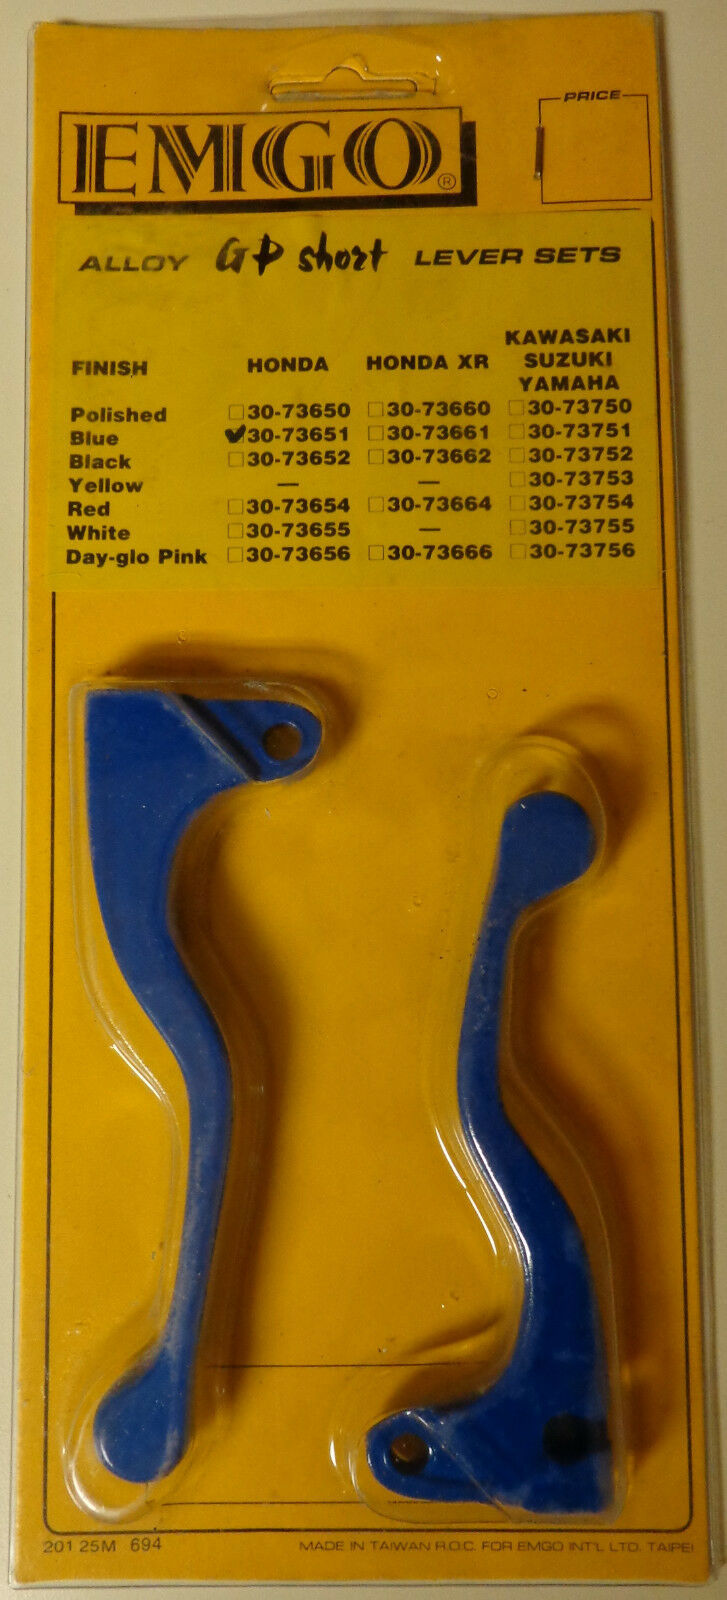 EMGO®
PRICE
ALLOY GP short LEVER SETS
FINISH HONDA HONDA XR KAWASAKI SUZUKI YAMAHA
Polished 30-73650 30-73660 30-73750
Blue ✓ 30-73651 30-73661 30-73751
Black 30-73652 30-73662 30-73752
Yellow — — 30-73753
Red 30-73654 30-73664 30-73754
White 30-73655 — 30-73755
Day-glo Pink 30-73656 30-73666 30-73756
201 25M 694
MADE IN TAIWAN R.O.C. FOR EMGO INT'L LTD. TAIPEI